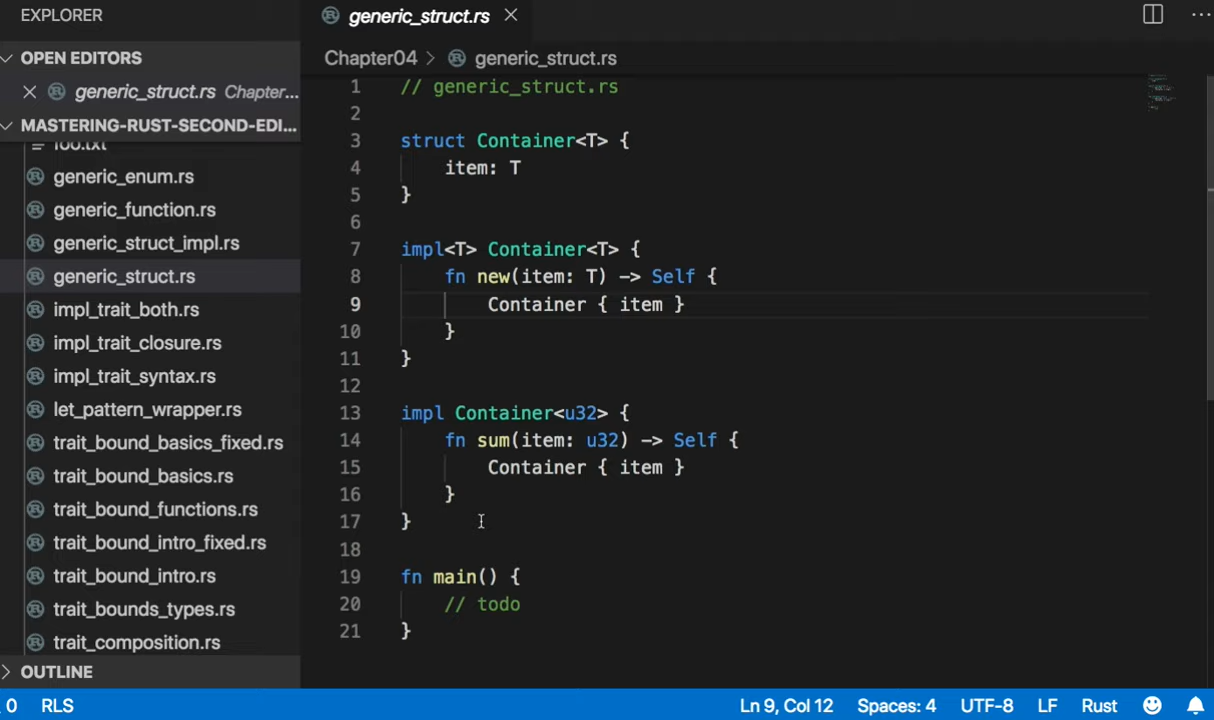 EXPLORER
generic_struct.rs
OPEN EDITORS
generic_struct.rs Chapter...
MASTERING-RUST-SECOND-EDI...
foo.txt
generic_enum.rs
generic_function.rs
generic_struct_impl.rs
generic_struct.rs
impl_trait_both.rs
impl_trait_closure.rs
impl_trait_syntax.rs
let_pattern_wrapper.rs
trait_bound_basics_fixed.rs
trait_bound_basics.rs
trait_bound_functions.rs
trait_bound_intro_fixed.rs
trait_bound_intro.rs
trait_bounds_types.rs
trait_composition.rs
OUTLINE
Chapter04 > generic_struct.rs
1 // generic_struct.rs
2
3 struct Container<T> {
4     item: T
5 }
6
7 impl<T> Container<T> {
8     fn new(item: T) -> Self {
9         Container { item }
10     }
11 }
12
13 impl Container<u32> {
14     fn sum(item: u32) -> Self {
15         Container { item }
16     }
17 }
18
19 fn main() {
20     // todo
21 }
0 RLS Ln 9, Col 12 Spaces: 4 UTF-8 LF Rust